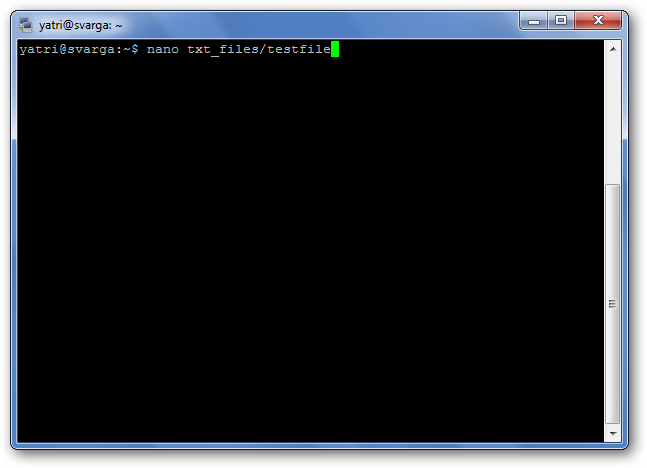 yatri@svarga: ~
yatri@svarga:~$ nano txt_files/testfile